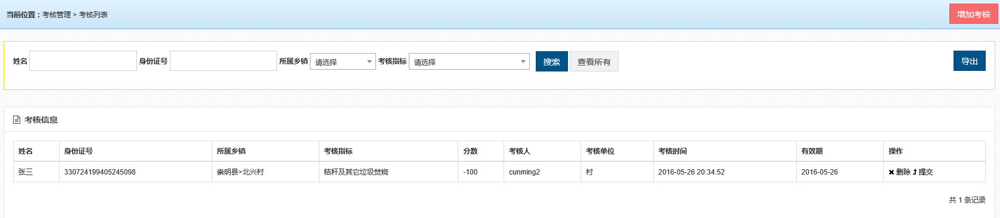 当前位置：考核管理 > 考核列表 增加考核
姓名 身份证号 所属乡镇 请选择 考核指标 请选择 搜索 查看所有 导出
考核信息
姓名 身份证号 所属乡镇 考核指标 分数 考核人 考核单位 考核时间 有效期 操作
张三 330724199405245098 崇明县>北兴村 秸秆及其它垃圾焚烧 -100 cunming2 村 2016-05-26 20:34:52 2016-05-26 删除 提交
共 1 条记录